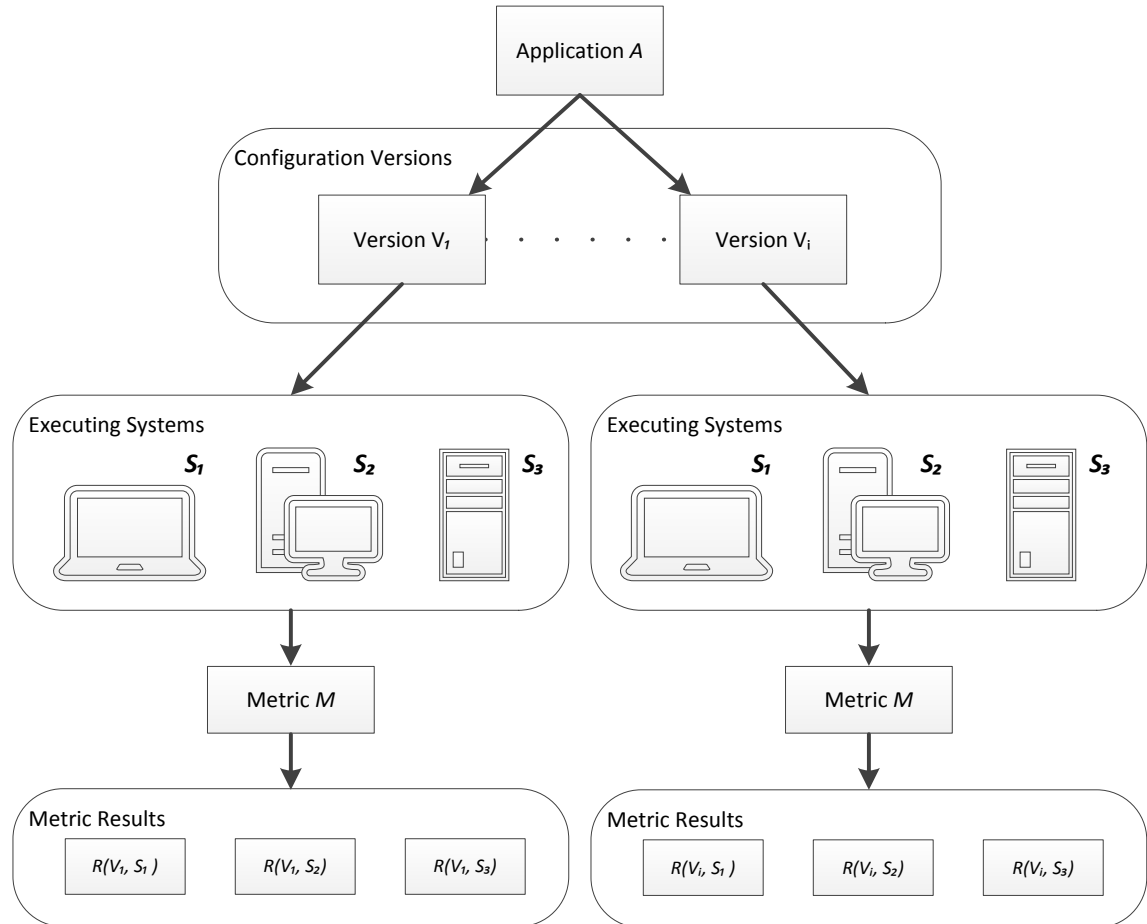 Application A
Configuration Versions
Version V₁ . . . . . . Version Vᵢ
Executing Systems Executing Systems
S₁ S₂ S₃ S₁ S₂ S₃
Metric M Metric M
Metric Results Metric Results
R(V₁, S₁ ) R(V₁, S₂) R(V₁, S₃) R(Vᵢ, S₁ ) R(Vᵢ, S₂) R(Vᵢ, S₃)